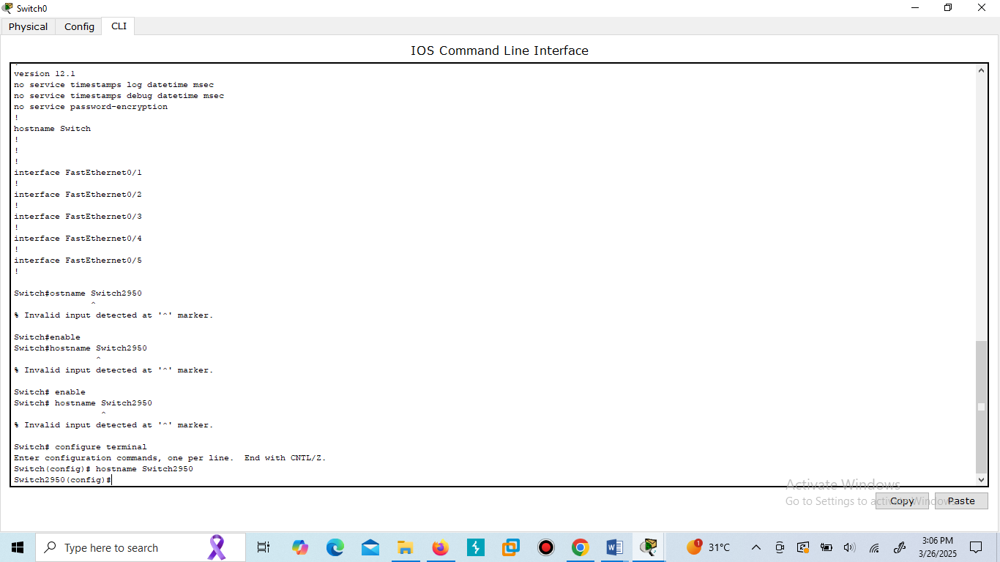 Switch0
Physical Config CLI
IOS Command Line Interface
!
version 12.1
no service timestamps log datetime msec
no service timestamps debug datetime msec
no service password-encryption
!
hostname Switch
!
!
!
interface FastEthernet0/1
!
interface FastEthernet0/2
!
interface FastEthernet0/3
!
interface FastEthernet0/4
!
interface FastEthernet0/5
!
Switch#ostname Switch2950
^
% Invalid input detected at '^' marker.
Switch#enable
Switch#hostname Switch2950
^
% Invalid input detected at '^' marker.
Switch# enable
Switch# hostname Switch2950
^
% Invalid input detected at '^' marker.
Switch# configure terminal
Enter configuration commands, one per line. End with CNTL/Z.
Switch(config)# hostname Switch2950
Switch2950(config)#
Activate Windows
Go to Settings to activate Windows.
Copy Paste
Type here to search
1
31°C
3:06 PM
3/26/2025